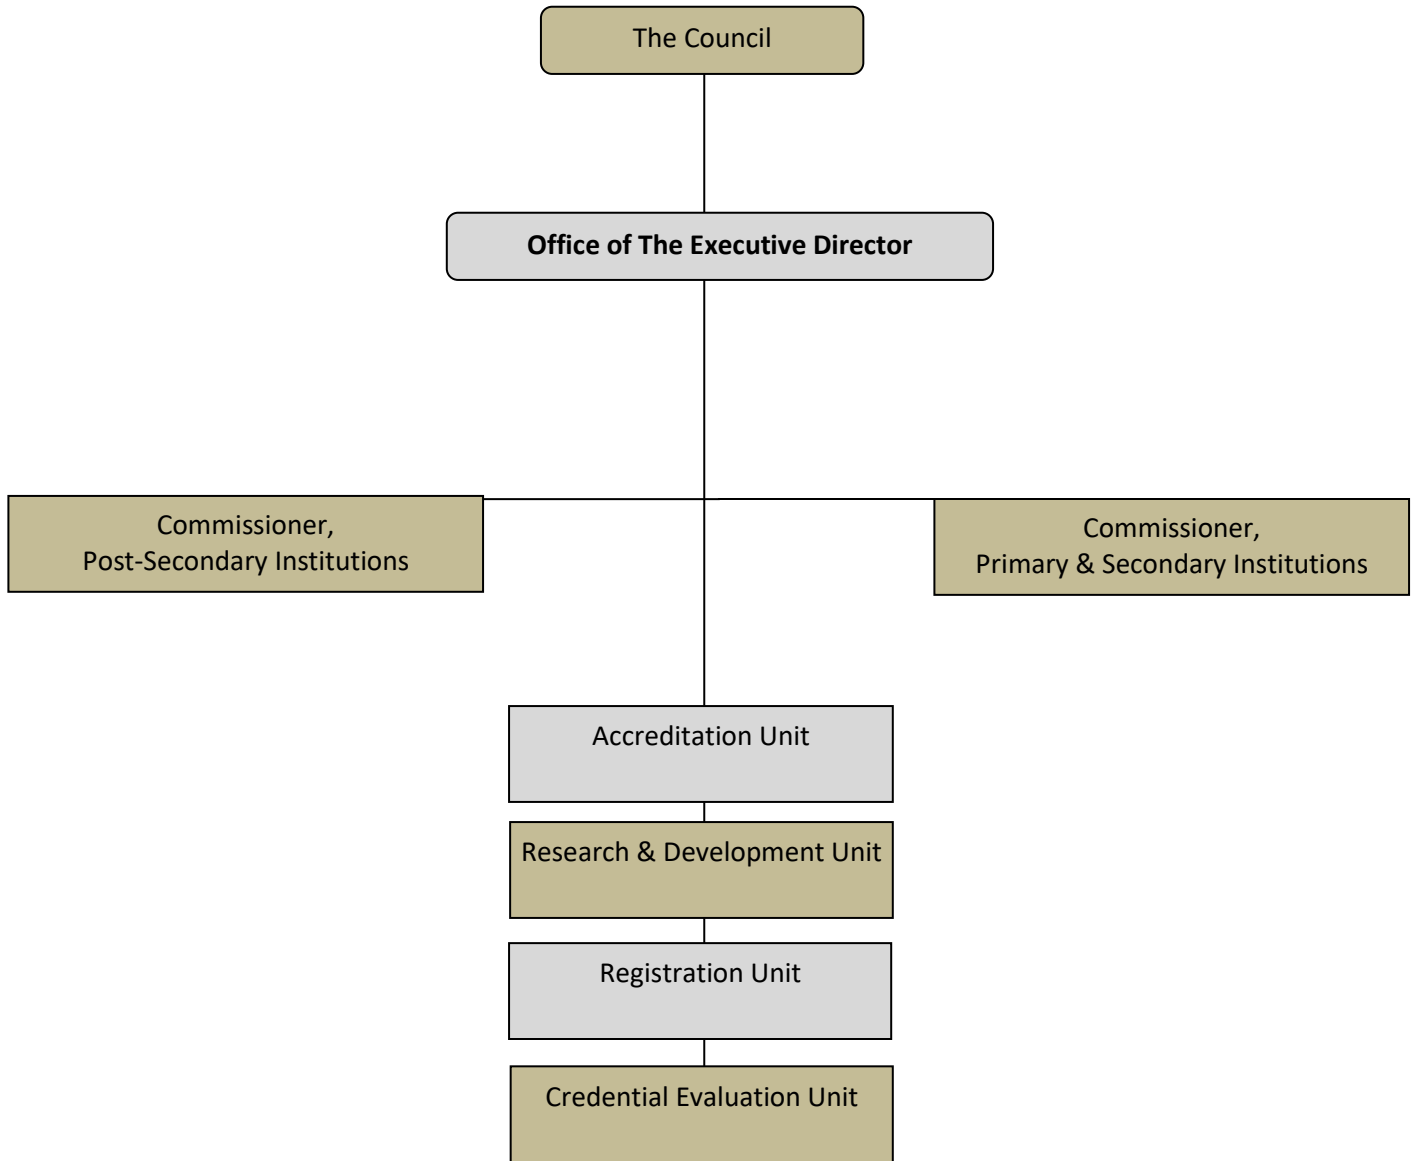 The Council
Office of The Executive Director
Commissioner,
Post-Secondary Institutions
Commissioner,
Primary & Secondary Institutions
Accreditation Unit
Research & Development Unit
Registration Unit
Credential Evaluation Unit